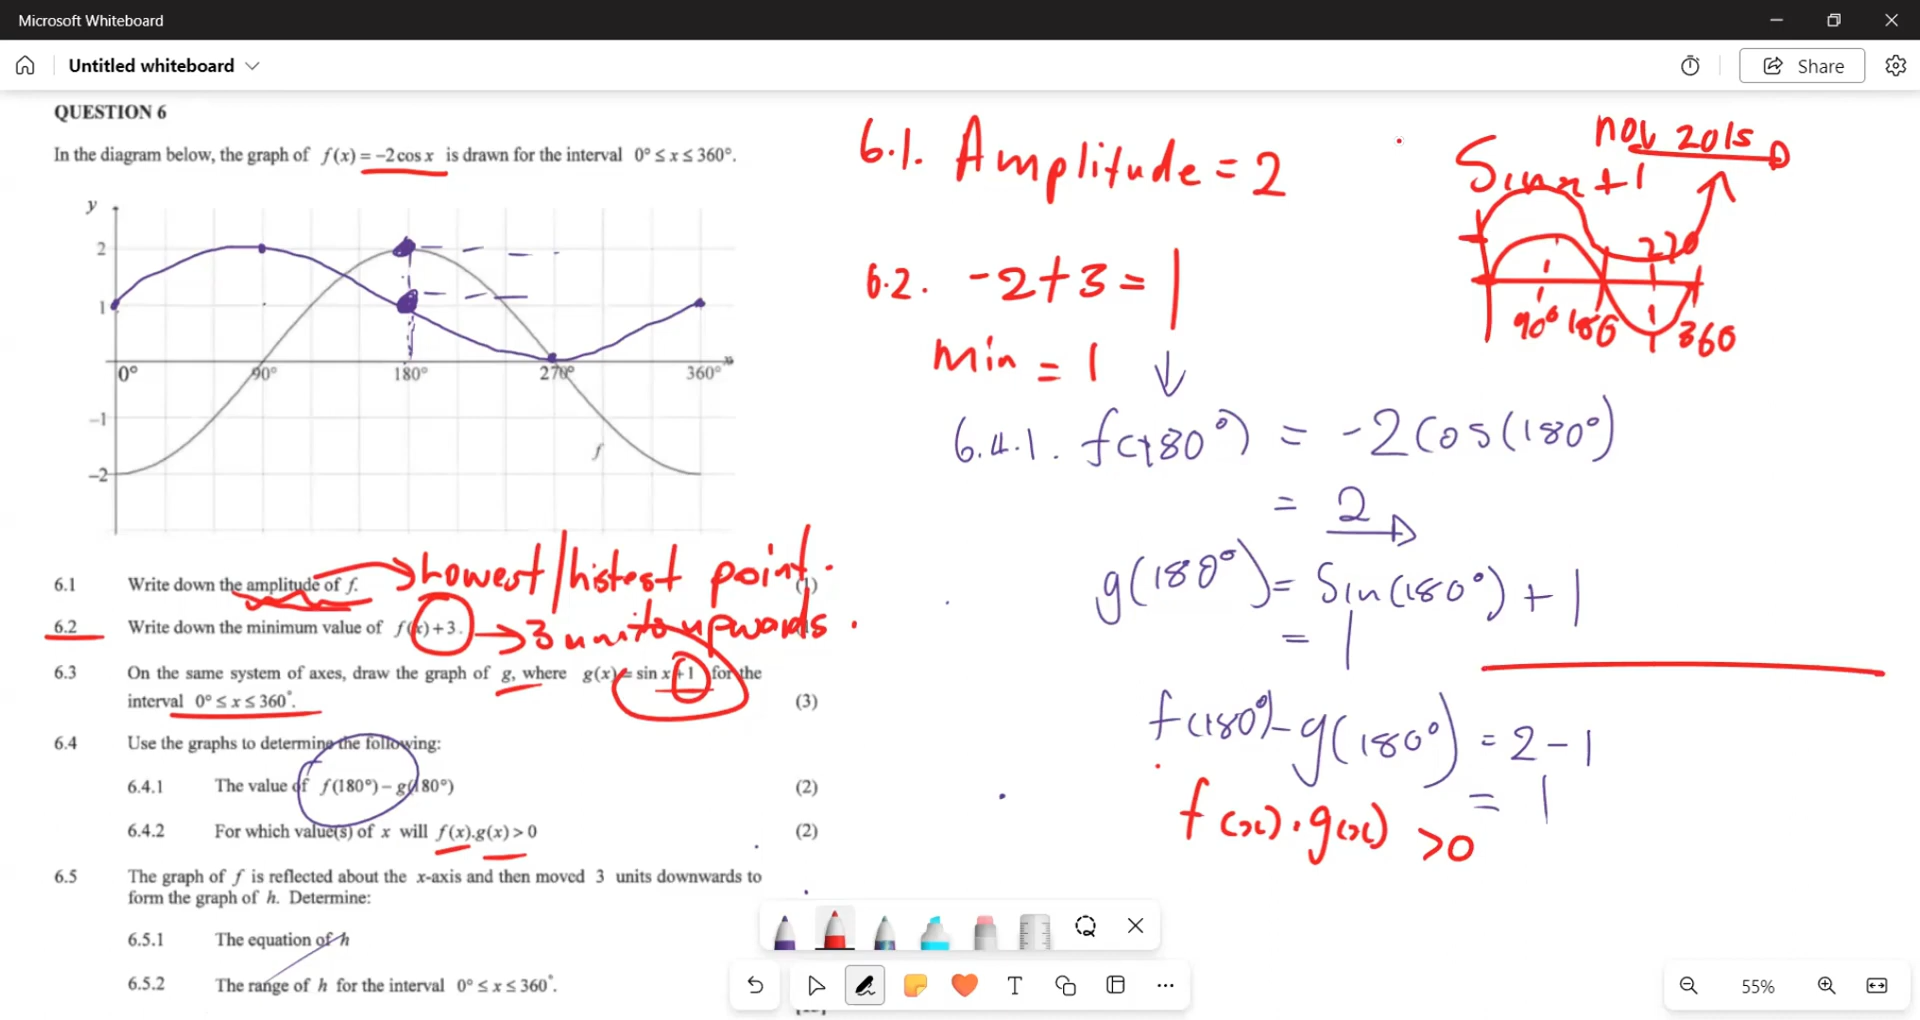 Microsoft Whiteboard
Untitled whiteboard
Share
QUESTION 6
In the diagram below, the graph of f(x) = −2 cos x is drawn for the interval 0° ≤ x ≤ 360°.
y
2
1
0°
90°
180°
270°
360°
x
−1
−2
f
6.1 Write down the amplitude of f. (1)
Lowest/histest point.
6.2 Write down the minimum value of f(x)+3.
3 units upwards.
6.3 On the same system of axes, draw the graph of g, where g(x) = sin x +1 for the
interval 0° ≤ x ≤ 360°. (3)
6.4 Use the graphs to determine the following:
6.4.1 The value of f(180°) − g(180°) (2)
6.4.2 For which value(s) of x will f(x).g(x) > 0 (2)
6.5 The graph of f is reflected about the x-axis and then moved 3 units downwards to
form the graph of h. Determine:
6.5.1 The equation of h
6.5.2 The range of h for the interval 0° ≤ x ≤ 360°.
6.1. Amplitude = 2
6.2. -2+3 = 1
min = 1
nov 2015
Sin x + 1
270
90° 180 360
6.4.1. f(180°) = -2 Cos(180°)
= 2
g(180°) = Sin(180°) + 1
= 1
f(180°) - g(180°) = 2 - 1
= 1
f(x) . g(x) > 0
55%